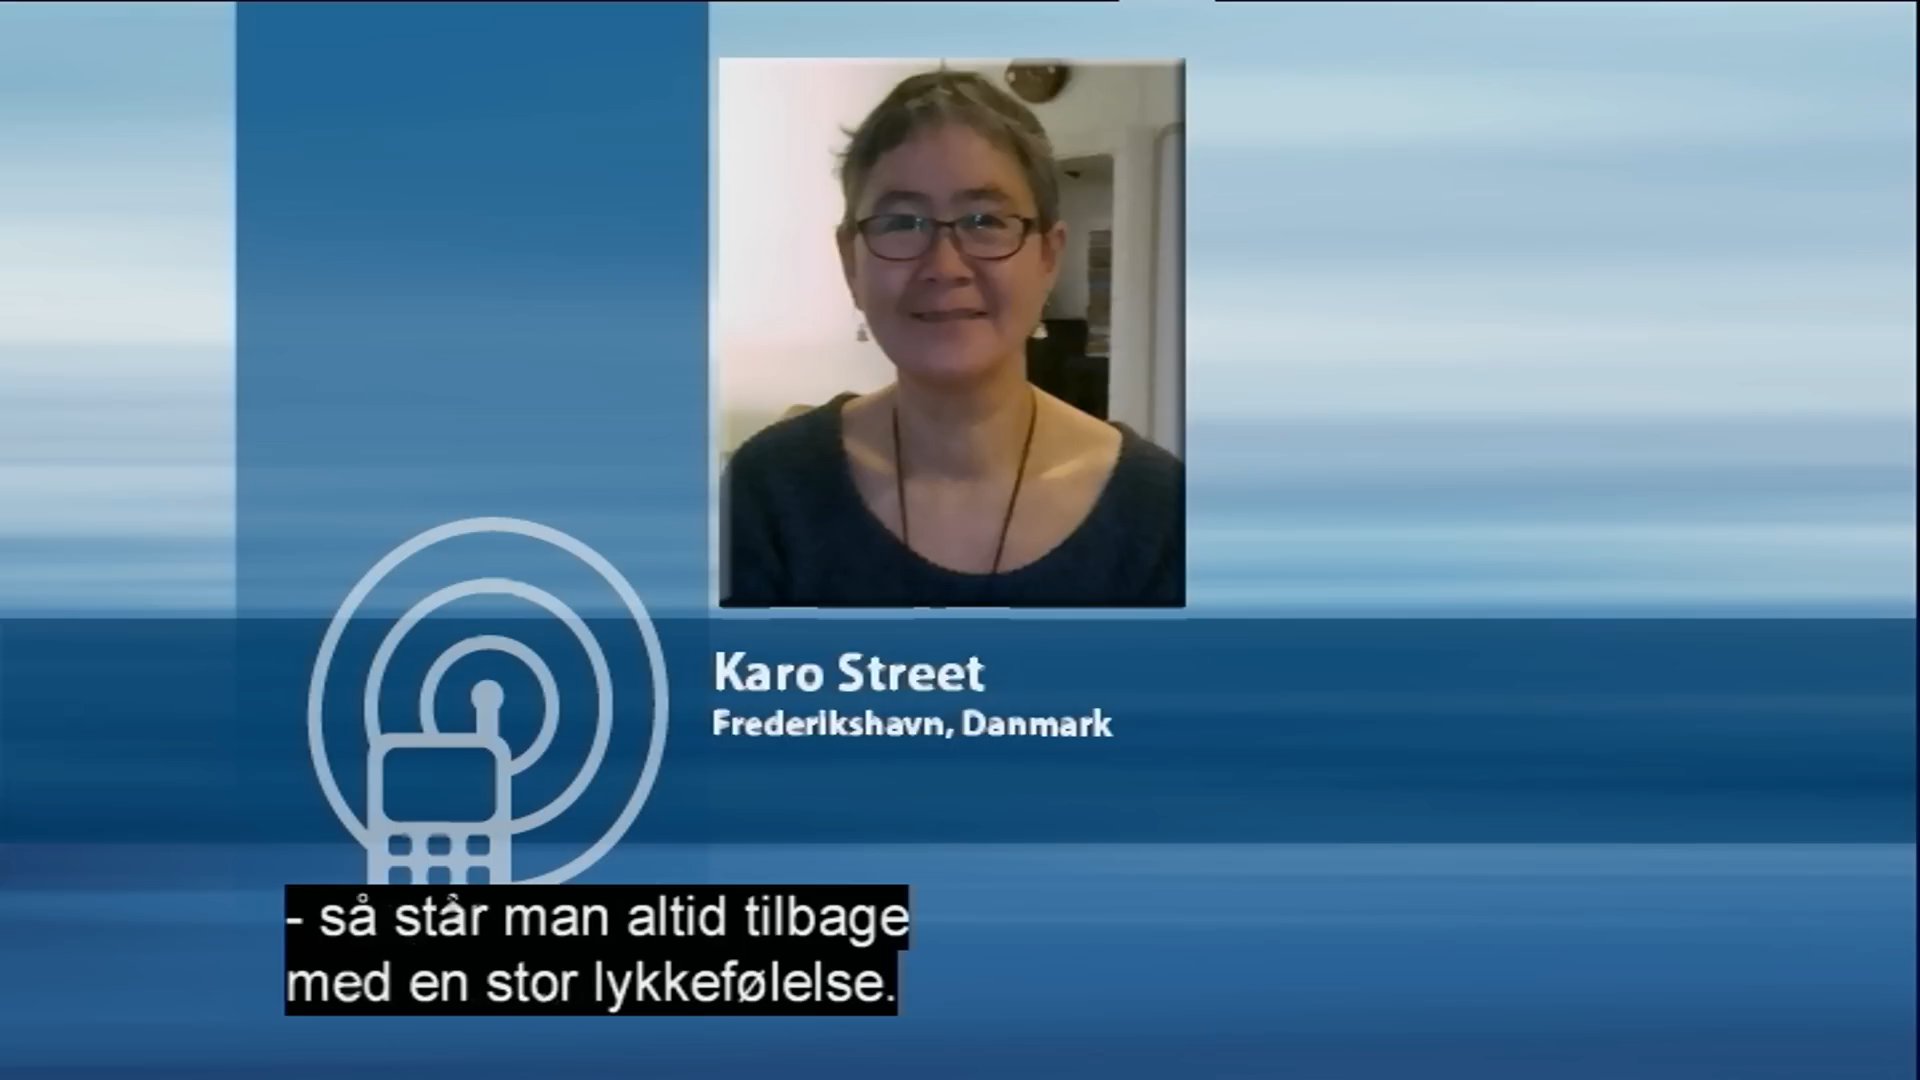 Karo Street
Frederikshavn, Danmark
- så står man altid tilbage
med en stor lykkefølelse.